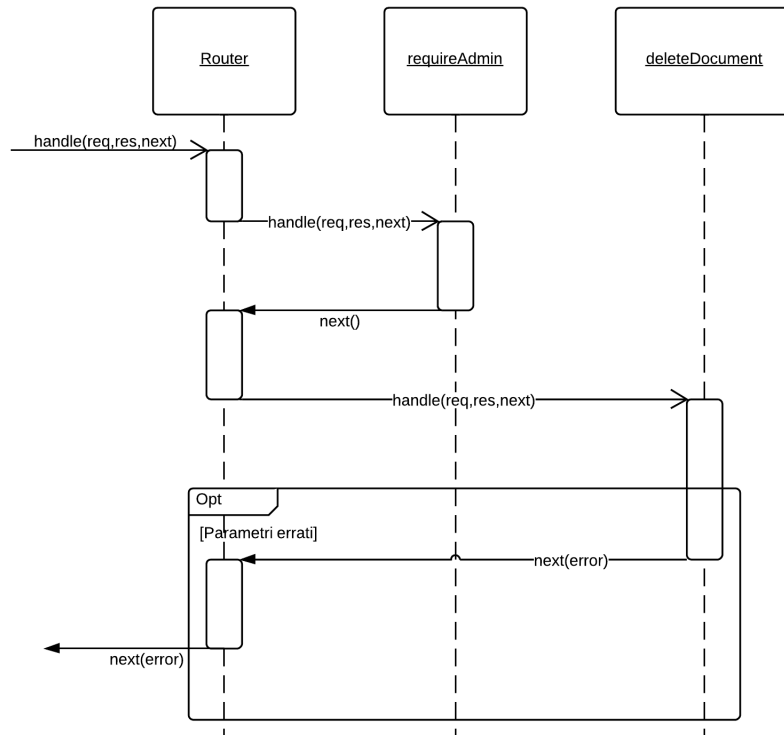 Router
requireAdmin
deleteDocument
handle(req,res,next)
handle(req,res,next)
next()
handle(req,res,next)
Opt
[Parametri errati]
next(error)
next(error)